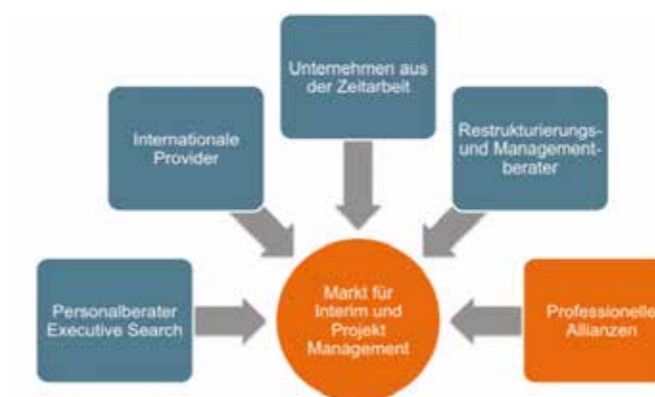 Unternehmen aus
der Zeitarbeit
Internationale
Provider
Restrukturierungs-
und Management-
berater
Personalberater
Executive Search
Markt für
Interim und
Projekt
Management
Professionelle
Allianzen